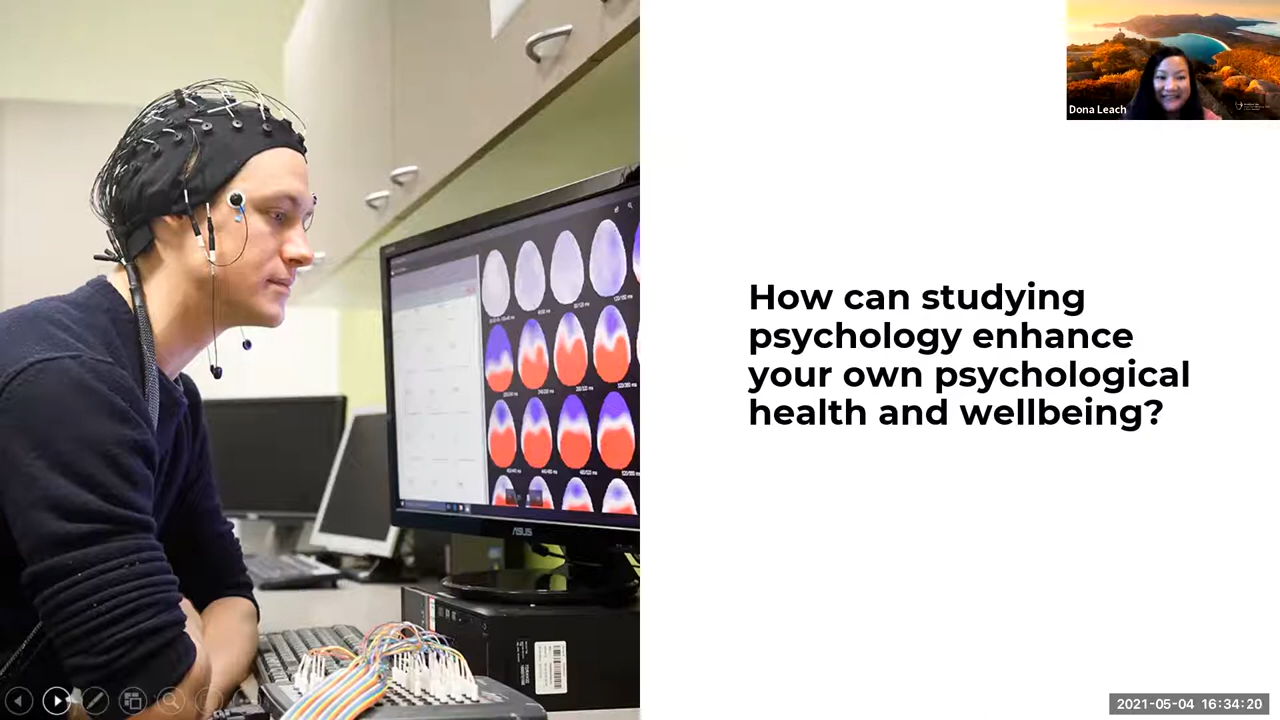 Dona Leach
How can studying
psychology enhance
your own psychological
health and wellbeing?
ASUS
2021-05-04 16:34:20